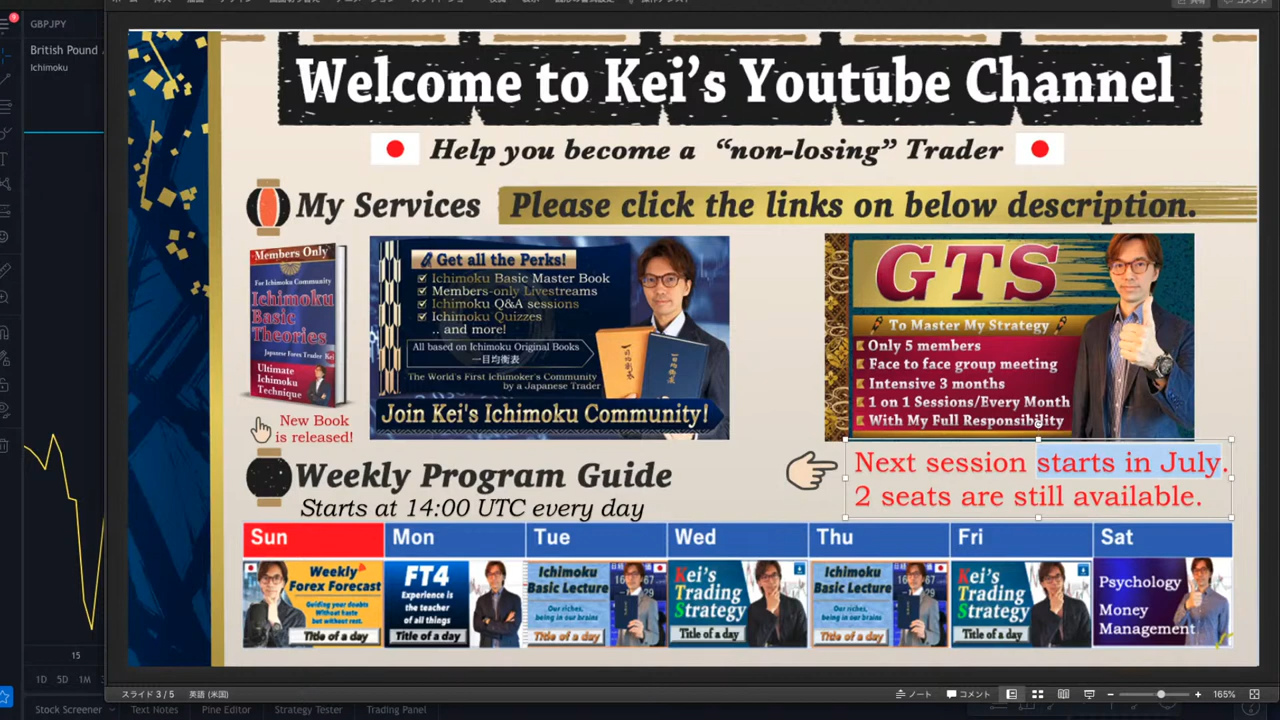 GBPJPY
British Pound
Ichimoku
Welcome to Kei's Youtube Channel
Help you become a “non-losing” Trader
My Services
Please click the links on below description.
Members Only
For Ichimoku Community
Ichimoku
Basic
Theories
Japanese Forex Trader Kei
Ultimate
Ichimoku
Technique
New Book
is released!
Get all the Perks!
Ichimoku Basic Master Book
Members-only Livestreams
Ichimoku Q&A sessions
Ichimoku Quizzes
.. and more!
All based on Ichimoku Original Books
一目均衡表
The World's First Ichimoker's Community
by a Japanese Trader
Join Kei's Ichimoku Community!
GTS
To Master My Strategy
Only 5 members
Face to face group meeting
Intensive 3 months
1 on 1 Sessions/Every Month
With My Full Responsibility
Next session starts in July.
2 seats are still available.
Weekly Program Guide
Starts at 14:00 UTC every day
Sun Mon Tue Wed Thu Fri Sat
Weekly
Forex Forecast
Guiding your doubts
Without haste
but without rest.
Title of a day
FT4
Experience is
the teacher
of all things
Title of a day
Ichimoku
Basic Lecture
Our riches,
being in our brains
Title of a day
Kei's
Trading
Strategy
Title of a day
Ichimoku
Basic Lecture
Our riches,
being in our brains
Title of a day
Kei's
Trading
Strategy
Title of a day
Psychology
Money
Management
15
1D 5D 1M
スライド 3 / 5 英語 (米国) ノート コメント 165%
Stock Screener Text Notes Pine Editor Strategy Tester Trading Panel